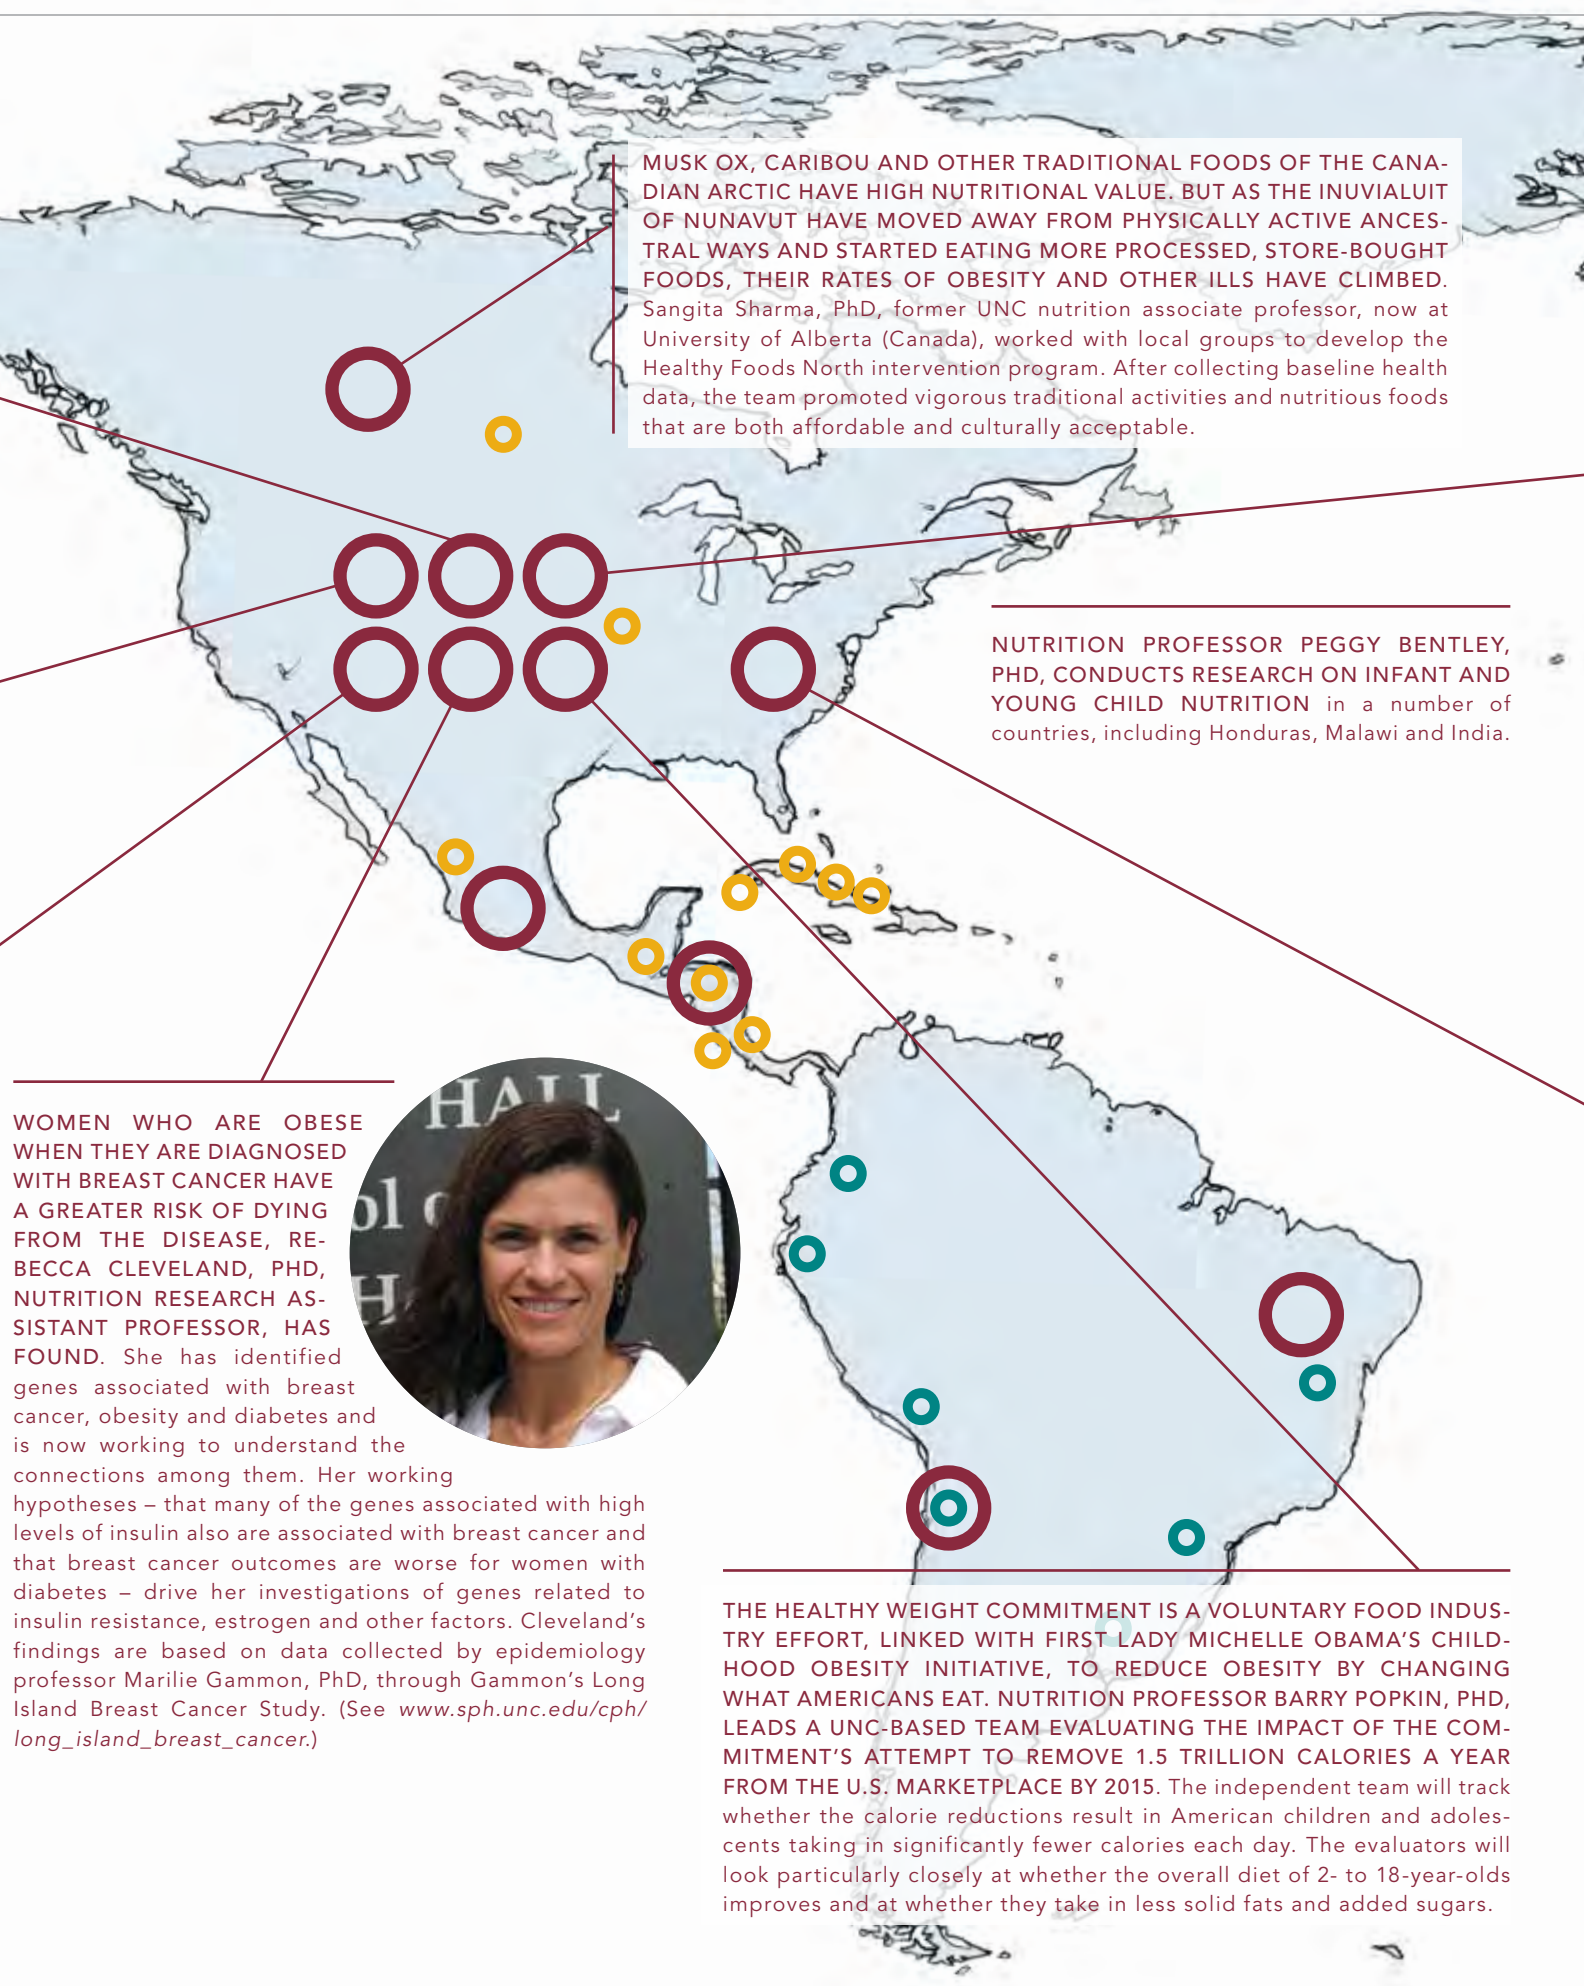 MUSK OX, CARIBOU AND OTHER TRADITIONAL FOODS OF THE CANA-
DIAN ARCTIC HAVE HIGH NUTRITIONAL VALUE. BUT AS THE INUVIALUIT
OF NUNAVUT HAVE MOVED AWAY FROM PHYSICALLY ACTIVE ANCES-
TRAL WAYS AND STARTED EATING MORE PROCESSED, STORE-BOUGHT
FOODS, THEIR RATES OF OBESITY AND OTHER ILLS HAVE CLIMBED.
Sangita Sharma, PhD, former UNC nutrition associate professor, now at
University of Alberta (Canada), worked with local groups to develop the
Healthy Foods North intervention program. After collecting baseline health
data, the team promoted vigorous traditional activities and nutritious foods
that are both affordable and culturally acceptable.
NUTRITION PROFESSOR PEGGY BENTLEY,
PHD, CONDUCTS RESEARCH ON INFANT AND
YOUNG CHILD NUTRITION in a number of
countries, including Honduras, Malawi and India.
HALL
ol
H
WOMEN WHO ARE OBESE
WHEN THEY ARE DIAGNOSED
WITH BREAST CANCER HAVE
A GREATER RISK OF DYING
FROM THE DISEASE, RE-
BECCA CLEVELAND, PHD,
NUTRITION RESEARCH AS-
SISTANT PROFESSOR, HAS
FOUND. She has identified
genes associated with breast
cancer, obesity and diabetes and
is now working to understand the
connections among them. Her working
hypotheses – that many of the genes associated with high
levels of insulin also are associated with breast cancer and
that breast cancer outcomes are worse for women with
diabetes – drive her investigations of genes related to
insulin resistance, estrogen and other factors. Cleveland's
findings are based on data collected by epidemiology
professor Marilie Gammon, PhD, through Gammon's Long
Island Breast Cancer Study. (See www.sph.unc.edu/cph/
long_island_breast_cancer.)
THE HEALTHY WEIGHT COMMITMENT IS A VOLUNTARY FOOD INDUS-
TRY EFFORT, LINKED WITH FIRST LADY MICHELLE OBAMA'S CHILD-
HOOD OBESITY INITIATIVE, TO REDUCE OBESITY BY CHANGING
WHAT AMERICANS EAT. NUTRITION PROFESSOR BARRY POPKIN, PHD,
LEADS A UNC-BASED TEAM EVALUATING THE IMPACT OF THE COM-
MITMENT'S ATTEMPT TO REMOVE 1.5 TRILLION CALORIES A YEAR
FROM THE U.S. MARKETPLACE BY 2015. The independent team will track
whether the calorie reductions result in American children and adoles-
cents taking in significantly fewer calories each day. The evaluators will
look particularly closely at whether the overall diet of 2- to 18-year-olds
improves and at whether they take in less solid fats and added sugars.